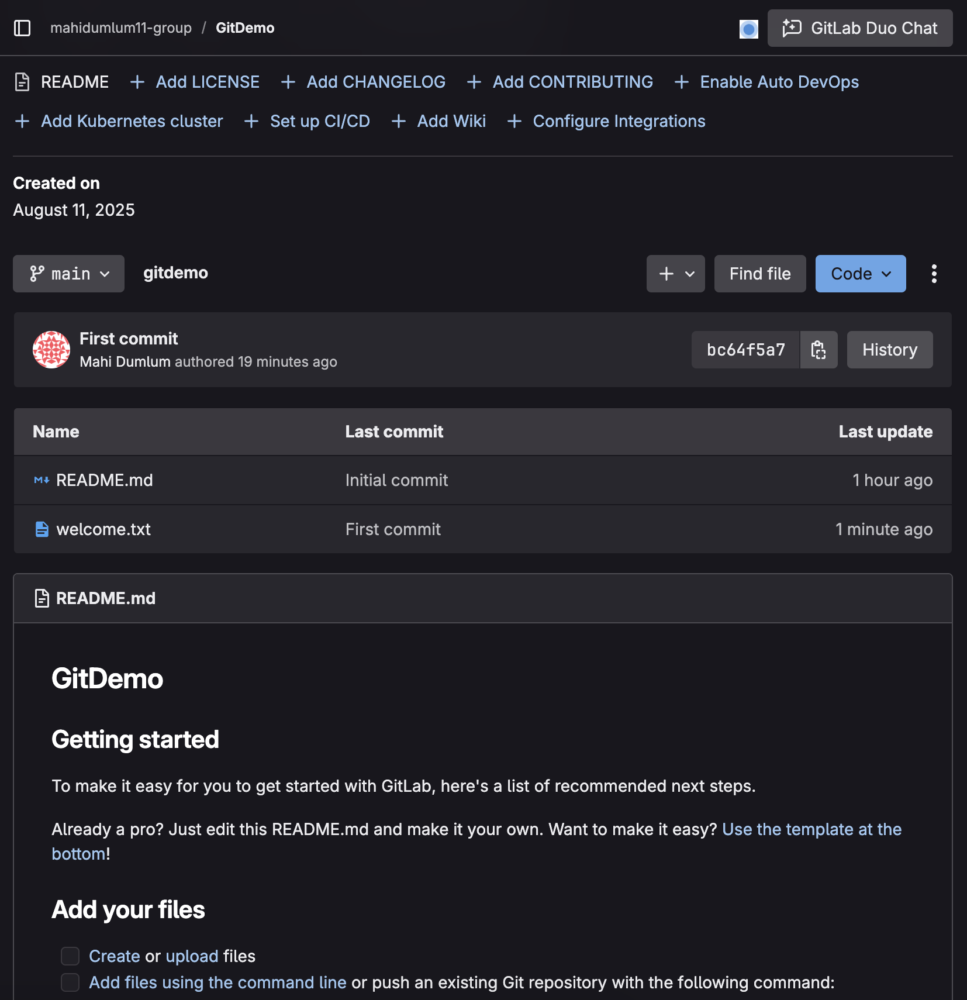 mahidumlum11-group / GitDemo
GitLab Duo Chat
README + Add LICENSE + Add CHANGELOG + Add CONTRIBUTING + Enable Auto DevOps
+ Add Kubernetes cluster + Set up CI/CD + Add Wiki + Configure Integrations
Created on
August 11, 2025
main gitdemo + Find file Code
First commit
Mahi Dumlum authored 19 minutes ago
bc64f5a7 History
Name Last commit Last update
README.md Initial commit 1 hour ago
welcome.txt First commit 1 minute ago
README.md
GitDemo
Getting started
To make it easy for you to get started with GitLab, here's a list of recommended next steps.
Already a pro? Just edit this README.md and make it your own. Want to make it easy? Use the template at the
bottom!
Add your files
Create or upload files
Add files using the command line or push an existing Git repository with the following command: